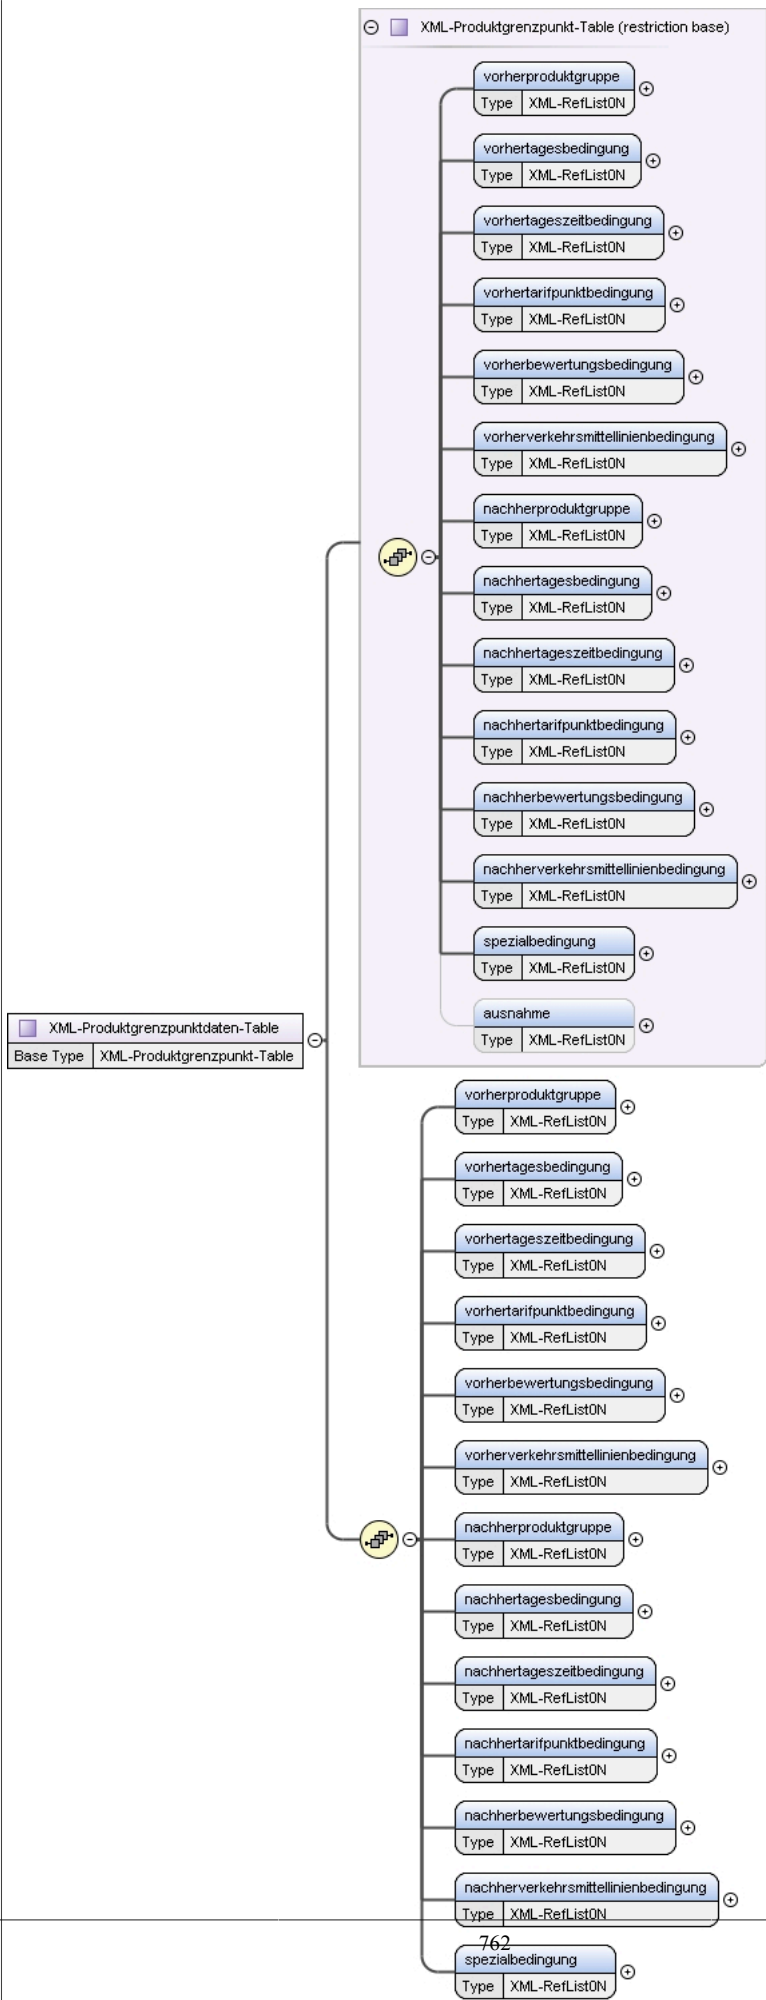 XML-Produktgrenzpunkt-Table (restriction base)
vorherproduktgruppe
Type XML-RefList0N
vorhertagesbedingung
Type XML-RefList0N
vorhertageszeitbedingung
Type XML-RefList0N
vorhertarifpunktbedingung
Type XML-RefList0N
vorherbewertungsbedingung
Type XML-RefList0N
vorherverkehrsmittellinienbedingung
Type XML-RefList0N
nachherproduktgruppe
Type XML-RefList0N
nachhertagesbedingung
Type XML-RefList0N
nachhertageszeitbedingung
Type XML-RefList0N
nachhertarifpunktbedingung
Type XML-RefList0N
nachherbewertungsbedingung
Type XML-RefList0N
nachherverkehrsmittellinienbedingung
Type XML-RefList0N
spezialbedingung
Type XML-RefList0N
ausnahme
Type XML-RefList0N
XML-Produktgrenzpunktdaten-Table
Base Type XML-Produktgrenzpunkt-Table
vorherproduktgruppe
Type XML-RefList0N
vorhertagesbedingung
Type XML-RefList0N
vorhertageszeitbedingung
Type XML-RefList0N
vorhertarifpunktbedingung
Type XML-RefList0N
vorherbewertungsbedingung
Type XML-RefList0N
vorherverkehrsmittellinienbedingung
Type XML-RefList0N
nachherproduktgruppe
Type XML-RefList0N
nachhertagesbedingung
Type XML-RefList0N
nachhertageszeitbedingung
Type XML-RefList0N
nachhertarifpunktbedingung
Type XML-RefList0N
nachherbewertungsbedingung
Type XML-RefList0N
nachherverkehrsmittellinienbedingung
Type XML-RefList0N
762
spezialbedingung
Type XML-RefList0N